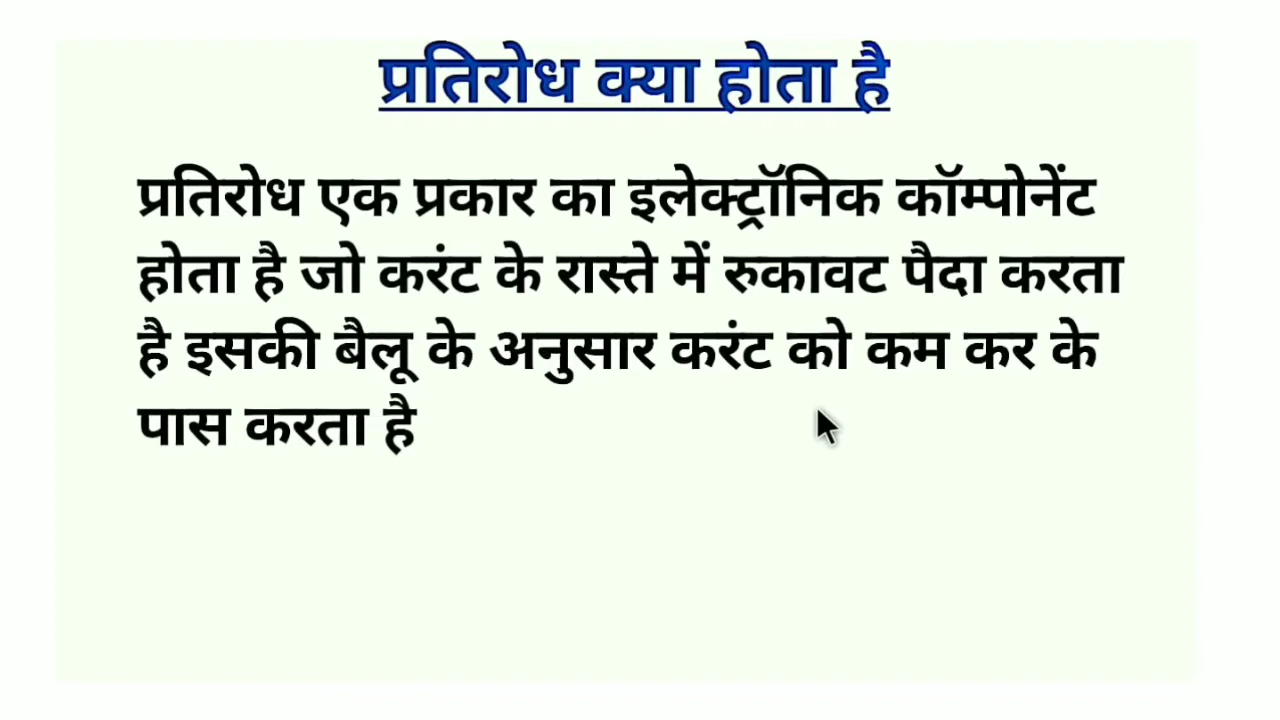 प्रतिरोध क्या होता है
प्रतिरोध एक प्रकार का इलेक्ट्रॉनिक कॉम्पोनेंट
होता है जो करंट के रास्ते में रुकावट पैदा करता
है इसकी बैलू के अनुसार करंट को कम कर के
पास करता है